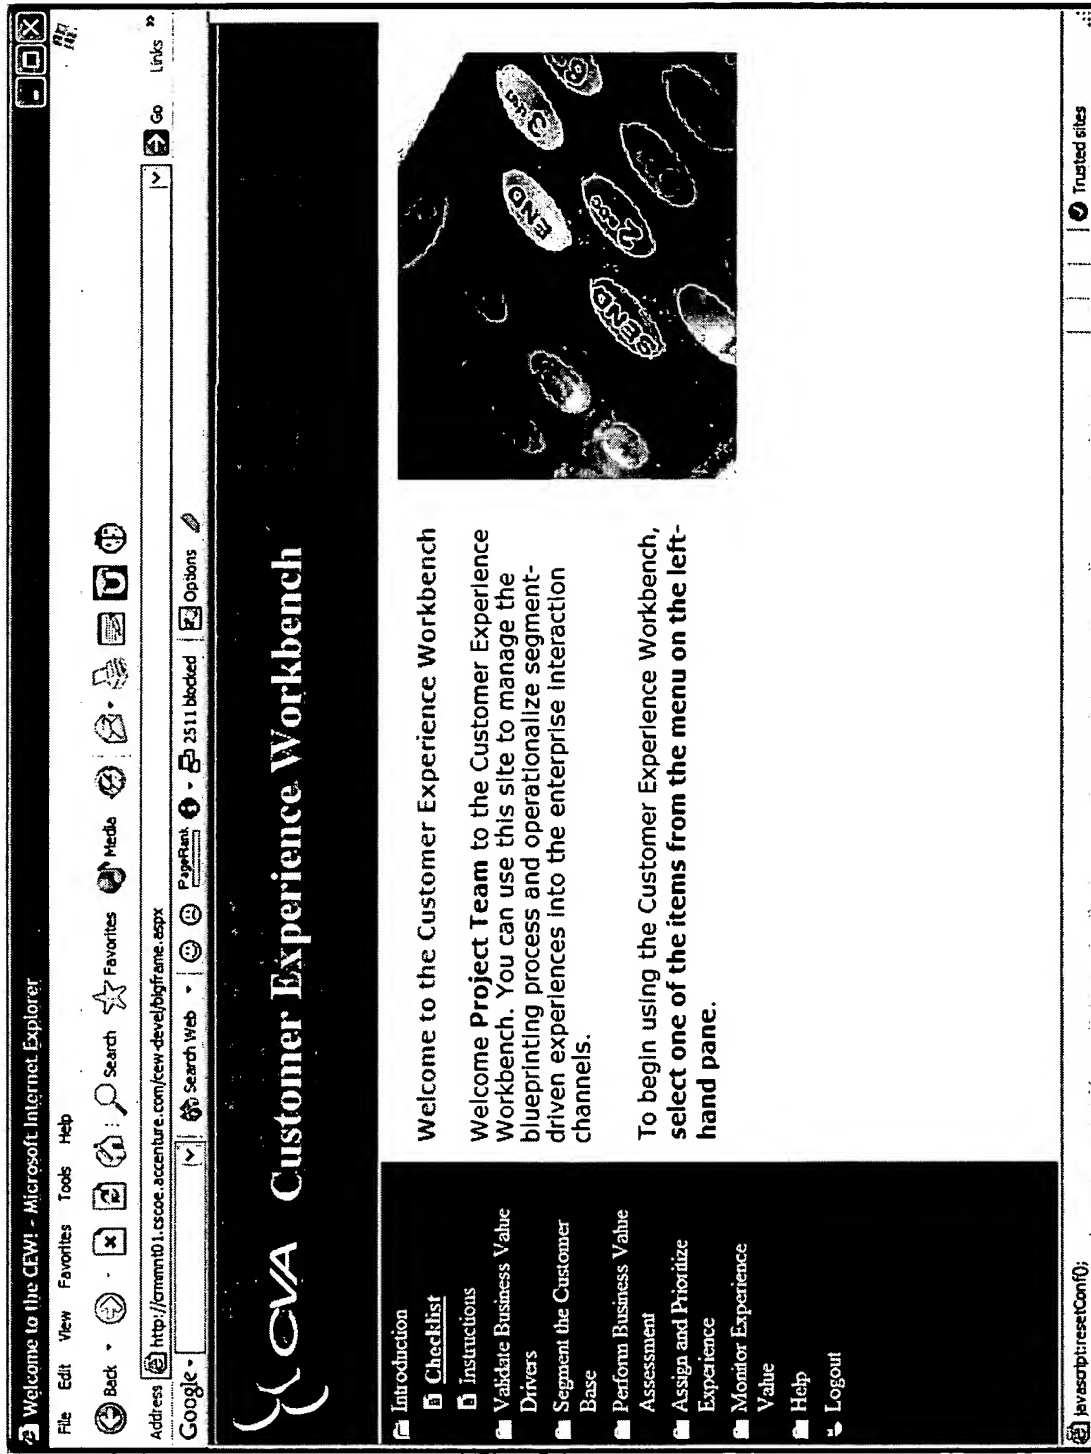 Welcome to the CEW! - Microsoft Internet Explorer
File Edit View Favorites Tools Help
Back Search Favorites Media
Address http://crmmnt01.cscoe.accenture.com/cew-devel/bigframe.aspx Go Links »
Google Search Web PageRank 2511 blocked Options
CVA Customer Experience Workbench
Introduction
Checklist
Instructions
Validate Business Value
Drivers
Segment the Customer
Base
Perform Business Value
Assessment
Assign and Prioritize
Experience
Monitor Experience
Value
Help
Logout
Welcome to the Customer Experience Workbench
Welcome Project Team to the Customer Experience
Workbench. You can use this site to manage the
blueprinting process and operationalize segment-
driven experiences into the enterprise interaction
channels.
To begin using the Customer Experience Workbench,
select one of the items from the menu on the left-
hand pane.
SEND
END
2 ABC
3
javascript:resetConf();
Trusted sites